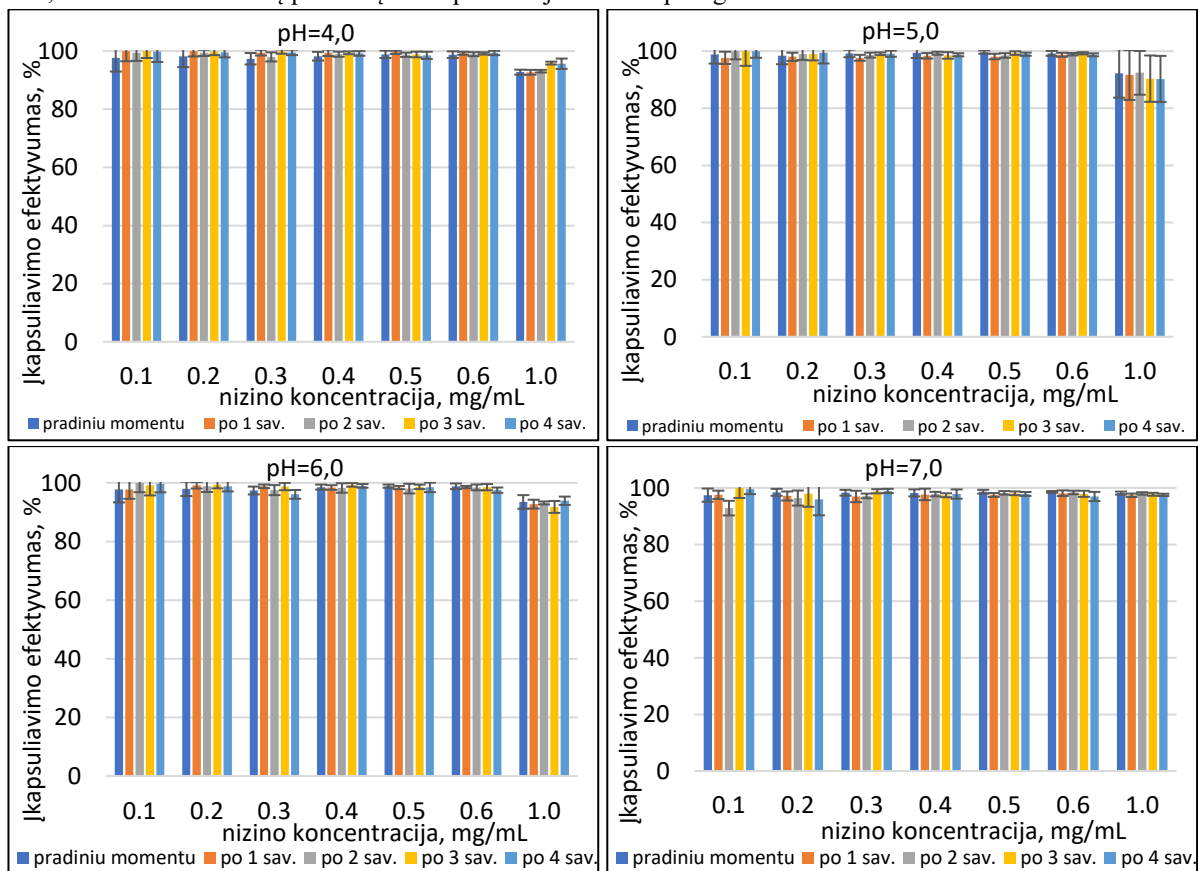 pH=4,0
Įkapsuliavimo efektyvumas, %
100
80
60
40
20
0
0.1 0.2 0.3 0.4 0.5 0.6 1.0
nizino koncentracija, mg/mL
pradiniu momentu po 1 sav. po 2 sav. po 3 sav. po 4 sav.
pH=5,0
Įkapsuliavimo efektyvumas, %
100
80
60
40
20
0
0.1 0.2 0.3 0.4 0.5 0.6 1.0
nizino koncentracija, mg/mL
pradiniu momentu po 1 sav. po 2 sav. po 3 sav. po 4 sav.
pH=6,0
Įkapsuliavimo efektyvumas, %
100
80
60
40
20
0
0.1 0.2 0.3 0.4 0.5 0.6 1.0
nizino koncentracija, mg/mL
pradiniu momentu po 1 sav. po 2 sav. po 3 sav. po 4 sav.
pH=7,0
Įkapsuliavimo efektyvumas, %
100
80
60
40
20
0
0.1 0.2 0.3 0.4 0.5 0.6 1.0
nizino koncentracija, mg/mL
pradiniu momentu po 1 sav. po 2 sav. po 3 sav. po 4 sav.